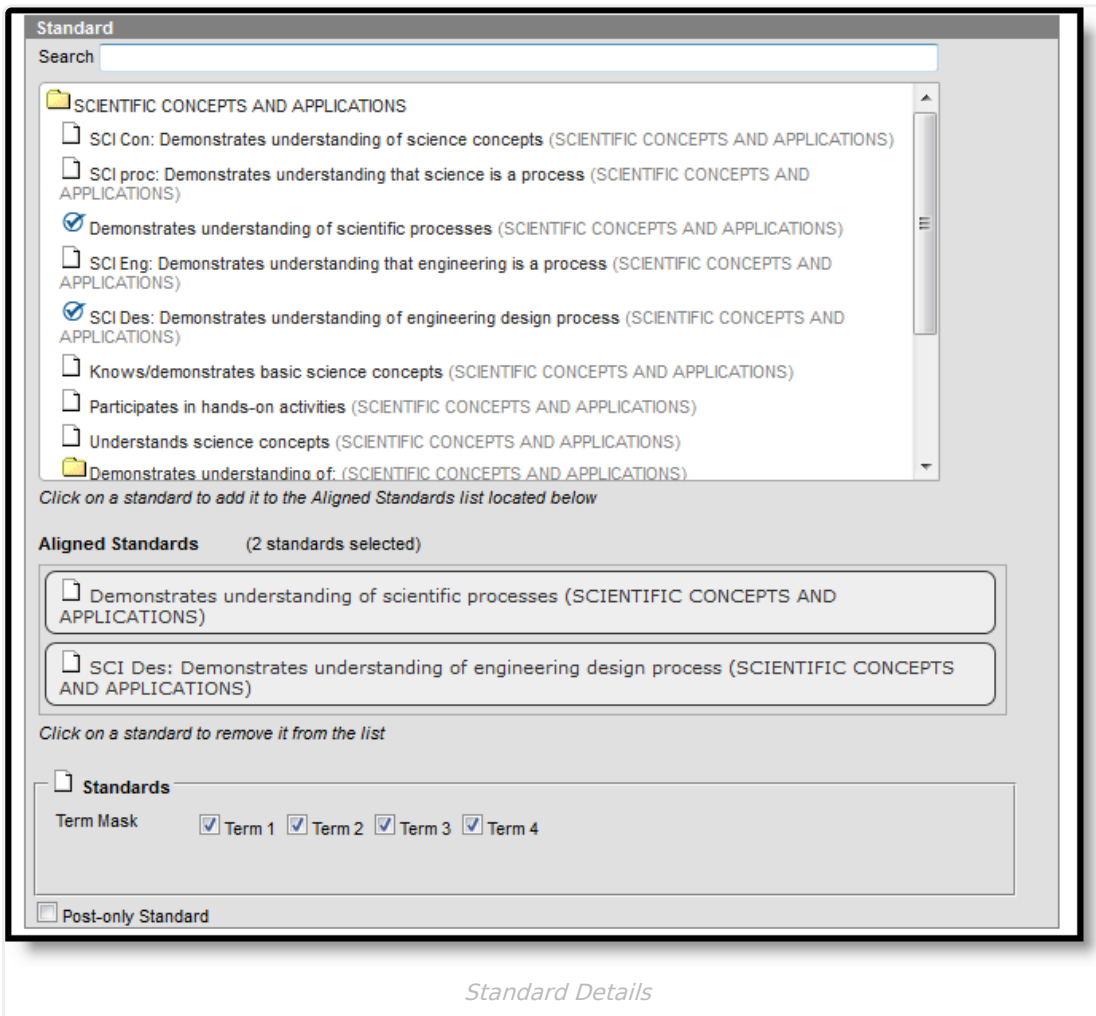 Standard
Search
SCIENTIFIC CONCEPTS AND APPLICATIONS
SCI Con: Demonstrates understanding of science concepts (SCIENTIFIC CONCEPTS AND APPLICATIONS)
SCI proc: Demonstrates understanding that science is a process (SCIENTIFIC CONCEPTS AND
APPLICATIONS)
Demonstrates understanding of scientific processes (SCIENTIFIC CONCEPTS AND APPLICATIONS)
SCI Eng: Demonstrates understanding that engineering is a process (SCIENTIFIC CONCEPTS AND
APPLICATIONS)
SCI Des: Demonstrates understanding of engineering design process (SCIENTIFIC CONCEPTS AND
APPLICATIONS)
Knows/demonstrates basic science concepts (SCIENTIFIC CONCEPTS AND APPLICATIONS)
Participates in hands-on activities (SCIENTIFIC CONCEPTS AND APPLICATIONS)
Understands science concepts (SCIENTIFIC CONCEPTS AND APPLICATIONS)
Demonstrates understanding of: (SCIENTIFIC CONCEPTS AND APPLICATIONS)
Click on a standard to add it to the Aligned Standards list located below
Aligned Standards (2 standards selected)
Demonstrates understanding of scientific processes (SCIENTIFIC CONCEPTS AND
APPLICATIONS)
SCI Des: Demonstrates understanding of engineering design process (SCIENTIFIC CONCEPTS
AND APPLICATIONS)
Click on a standard to remove it from the list
Standards
Term Mask Term 1 Term 2 Term 3 Term 4
Post-only Standard
Standard Details